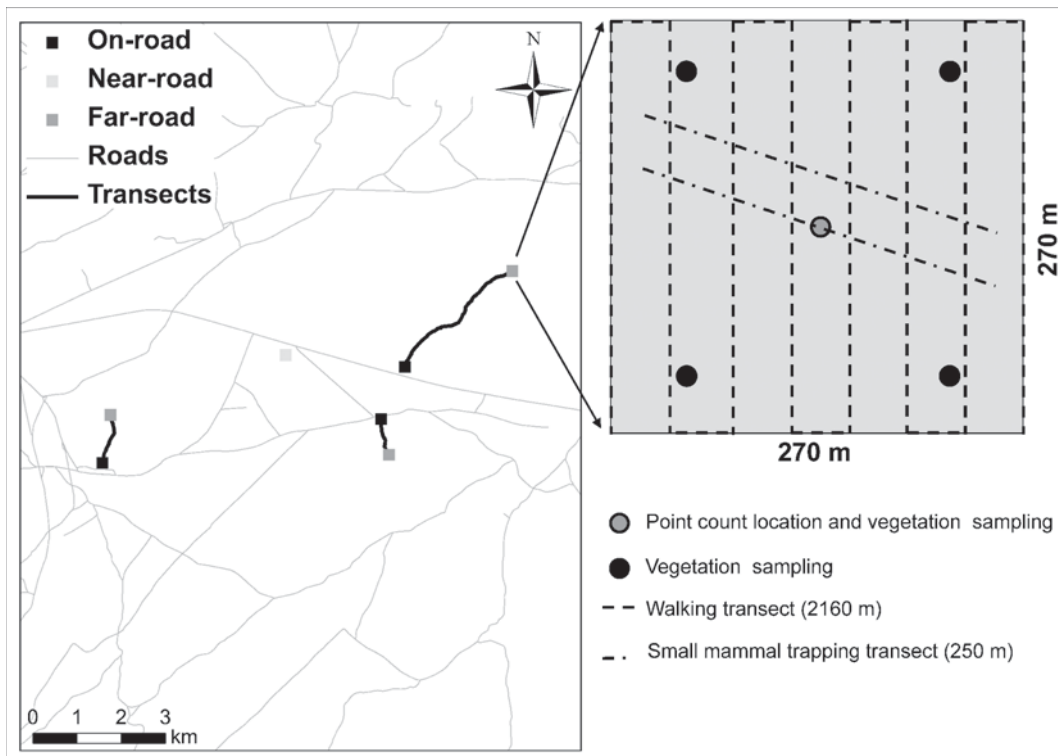 On-road
Near-road
Far-road
Roads
Transects
N
0 1 2 3
km
270 m
270 m
Point count location and vegetation sampling
Vegetation sampling
Walking transect (2160 m)
Small mammal trapping transect (250 m)